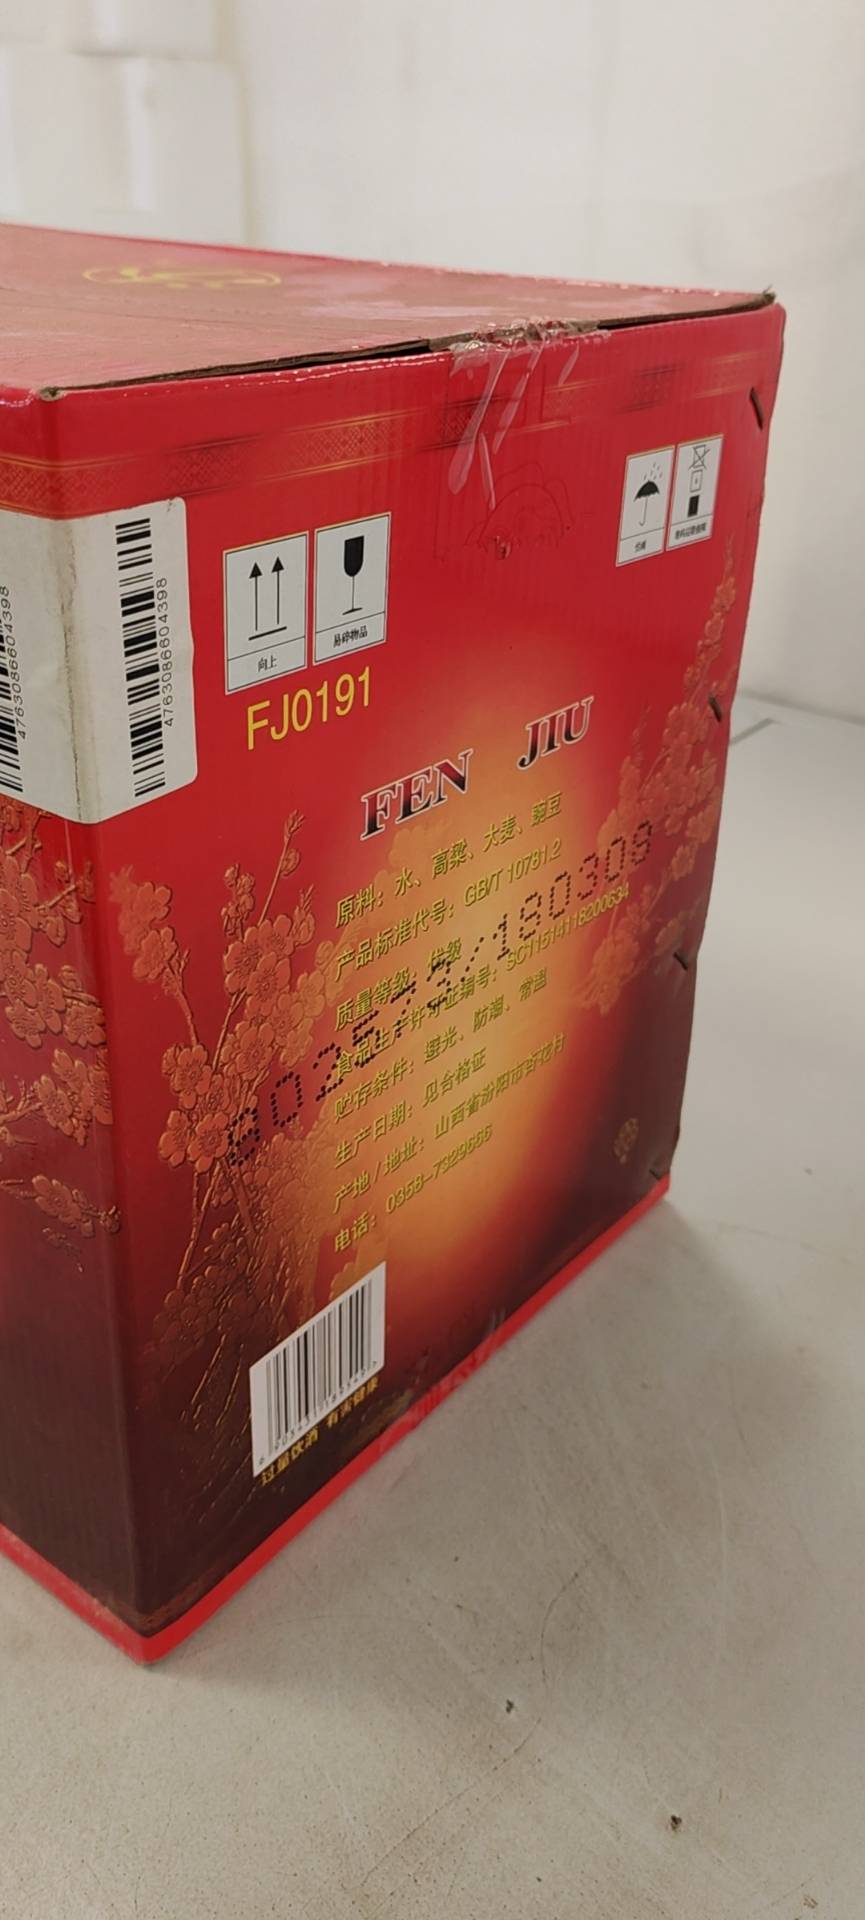 4763086604398
4763086604398
向上
易碎物品
FJ0191
FEN JIU
原料：水、高粱、大麦、豌豆
产品标准代号：GB/T 10781.2
质量等级：优级
食品生产许可证编号：SC11514118200634
贮存条件：避光、防潮、常温
生产日期：见合格证
产地/地址：山西省汾阳市杏花村
电话：0358-7329666
180308
过量饮酒 有害健康